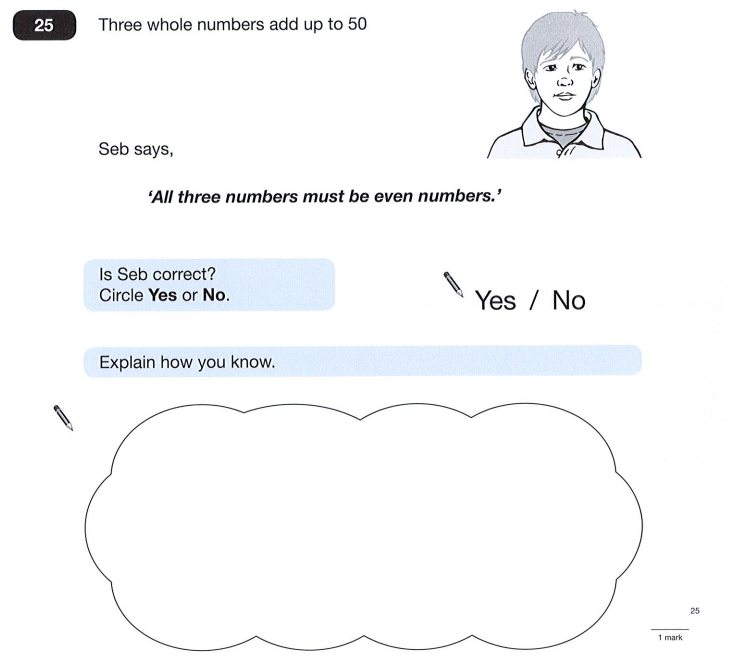 25
Three whole numbers add up to 50
Seb says,
‘All three numbers must be even numbers.’
Is Seb correct?
Circle Yes or No.
Yes / No
Explain how you know.
25
1 mark